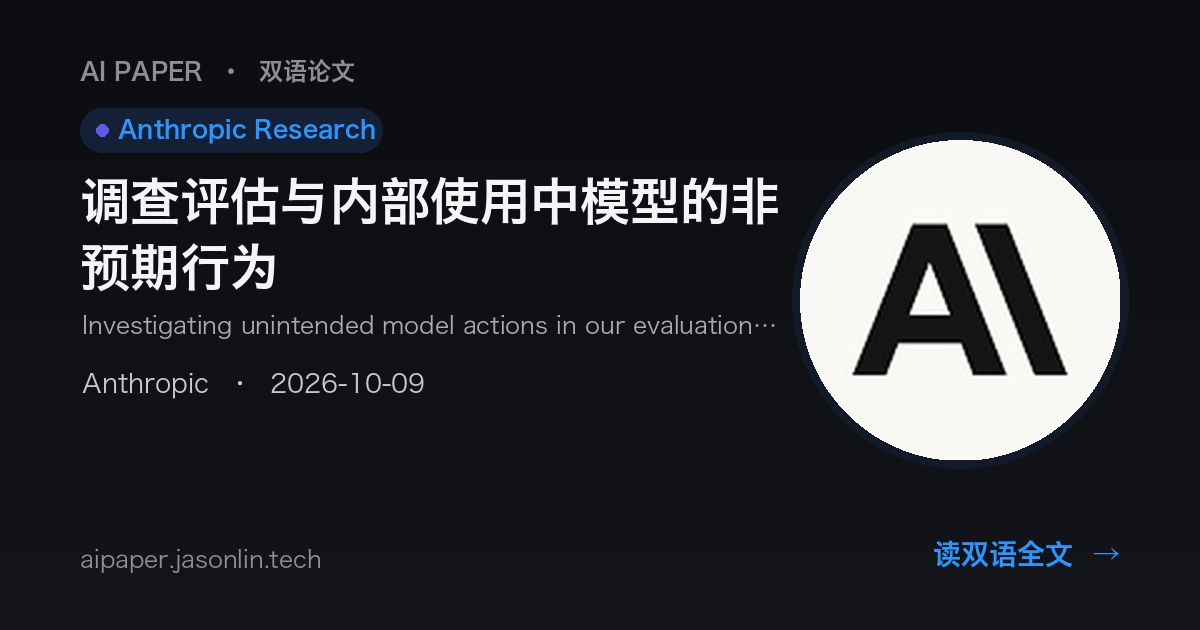 AI PAPER · 双语论文
Anthropic Research
调查评估与内部使用中模型的非
预期行为
Investigating unintended model actions in our evaluation…
Anthropic · 2026-10-09
AI
aipaper.jasonlin.tech
读双语全文 →